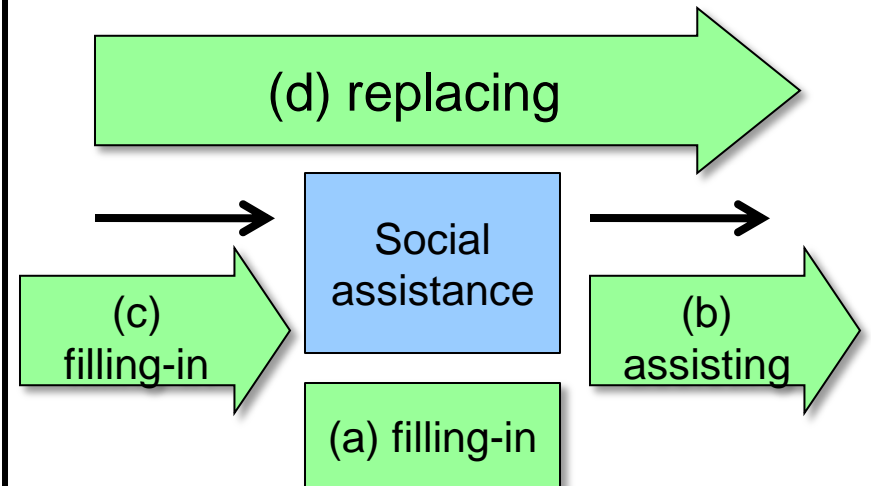 (d) replacing
Social
assistance
(c)
filling-in
(b)
assisting
(a) filling-in